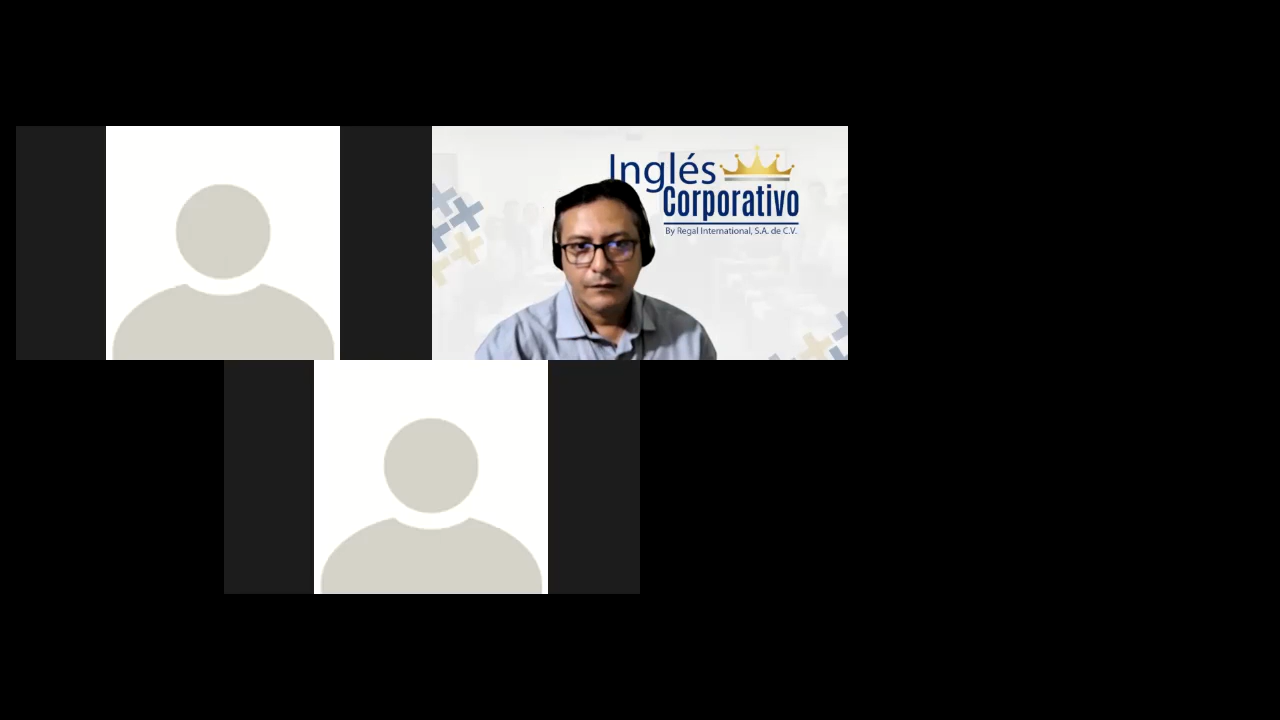 Inglés
Corporativo
By Regal International, S.A. de C.V.